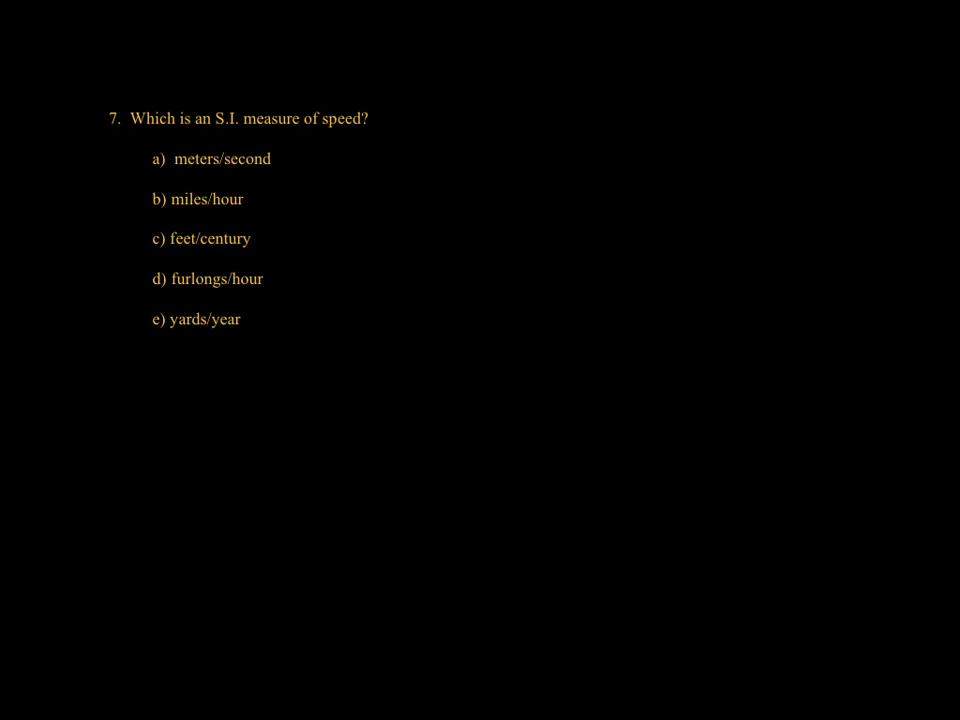 7.  Which is an S.I. measure of speed?
a)  meters/second
b) miles/hour
c) feet/century
d) furlongs/hour
e) yards/year